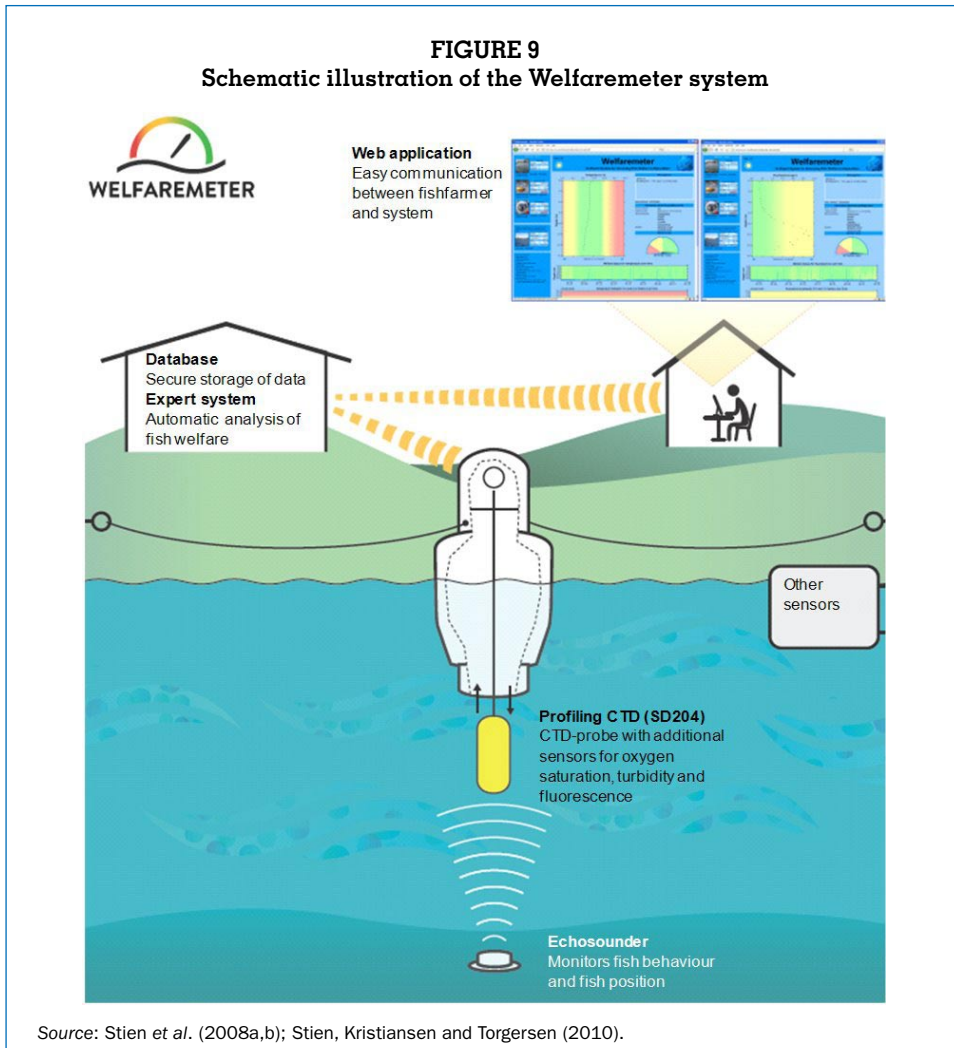 FIGURE 9
Schematic illustration of the Welfaremeter system
WELFAREMETER
Web application
Easy communication
between fishfarmer
and system
Welfaremeter
Welfaremeter
Database
Secure storage of data
Expert system
Automatic analysis of
fish welfare
Other
sensors
Profiling CTD (SD204)
CTD-probe with additional
sensors for oxygen
saturation, turbidity and
fluorescence
Echosounder
Monitors fish behaviour
and fish position
Source: Stien et al. (2008a,b); Stien, Kristiansen and Torgersen (2010).